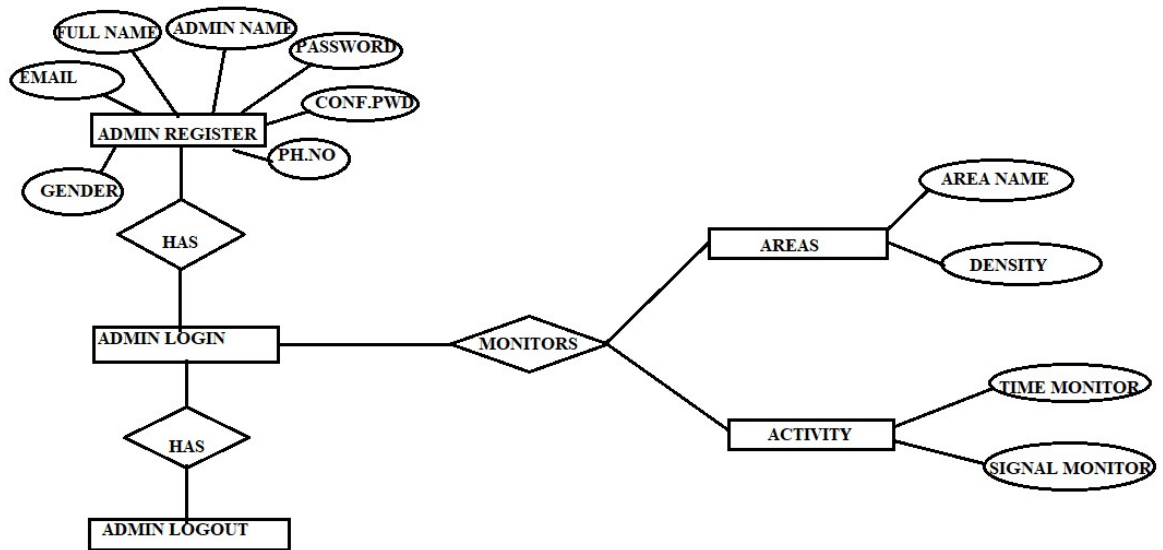 FULL NAME
ADMIN NAME
PASSWORD
EMAIL
CONF.PWD
ADMIN REGISTER
PH.NO
GENDER
HAS
AREA NAME
AREAS
DENSITY
ADMIN LOGIN
MONITORS
TIME MONITOR
ACTIVITY
SIGNAL MONITOR
HAS
ADMIN LOGOUT